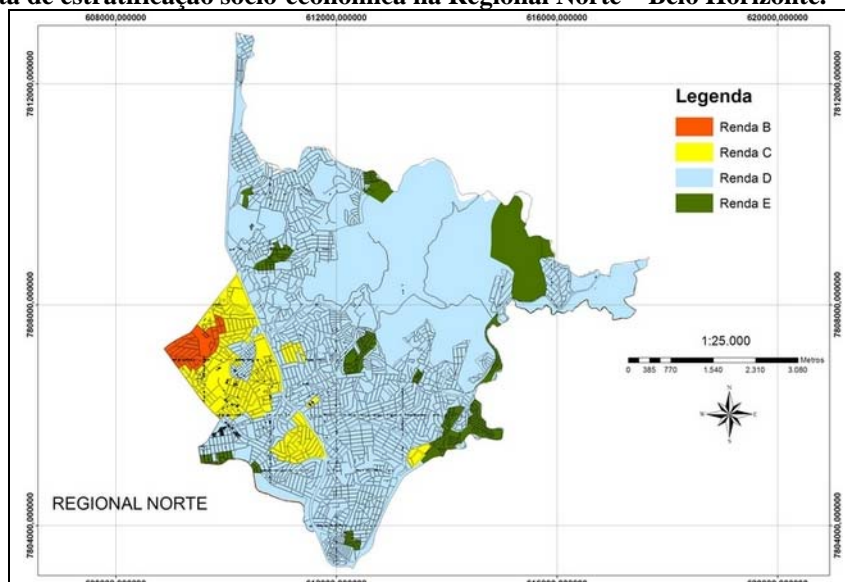 ta de estratificação sócio-econômica na Regional Norte – Belo Horizonte.
608000,000000 612000,000000 616000,000000 620000,000000
7812000,000000 7812000,000000
Legenda
Renda B
Renda C
Renda D
Renda E
7808000,000000 7808000,000000
1:25.000
Metros
0 385 770 1.540 2.310 3.080
N
S
REGIONAL NORTE
7804000,000000 7804000,000000